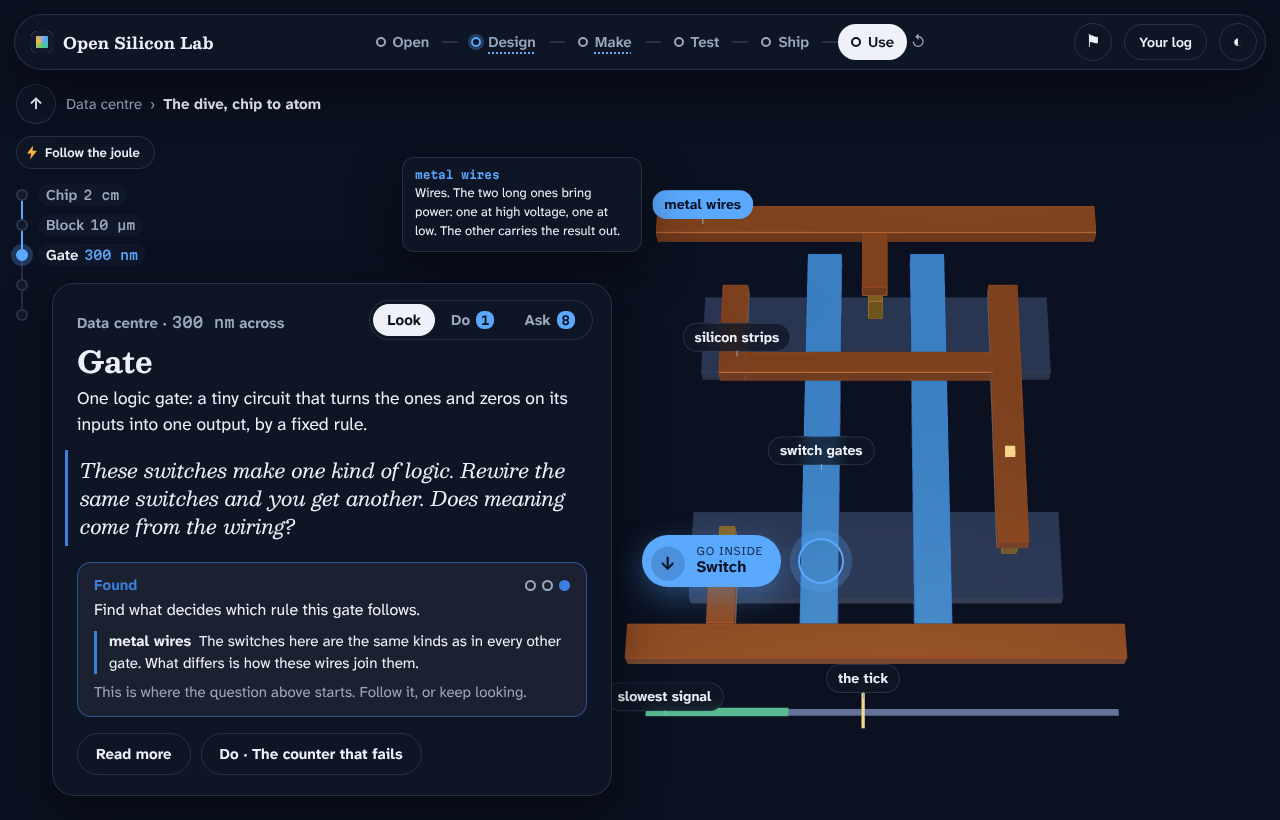 Open Silicon Lab
Open
Design
Make
Test
Ship
Use
Your log
Data centre › The dive, chip to atom
Follow the joule
Chip 2 cm
Block 10 µm
Gate 300 nm
metal wires
Wires. The two long ones bring
power: one at high voltage, one at
low. The other carries the result out.
metal wires
silicon strips
switch gates
GO INSIDE
Switch
the tick
slowest signal
Data centre · 300 nm across
Look
Do 1
Ask 8
Gate
One logic gate: a tiny circuit that turns the ones and zeros on its
inputs into one output, by a fixed rule.
These switches make one kind of logic. Rewire the
same switches and you get another. Does meaning
come from the wiring?
Found
Find what decides which rule this gate follows.
metal wires The switches here are the same kinds as in every other
gate. What differs is how these wires join them.
This is where the question above starts. Follow it, or keep looking.
Read more
Do · The counter that fails